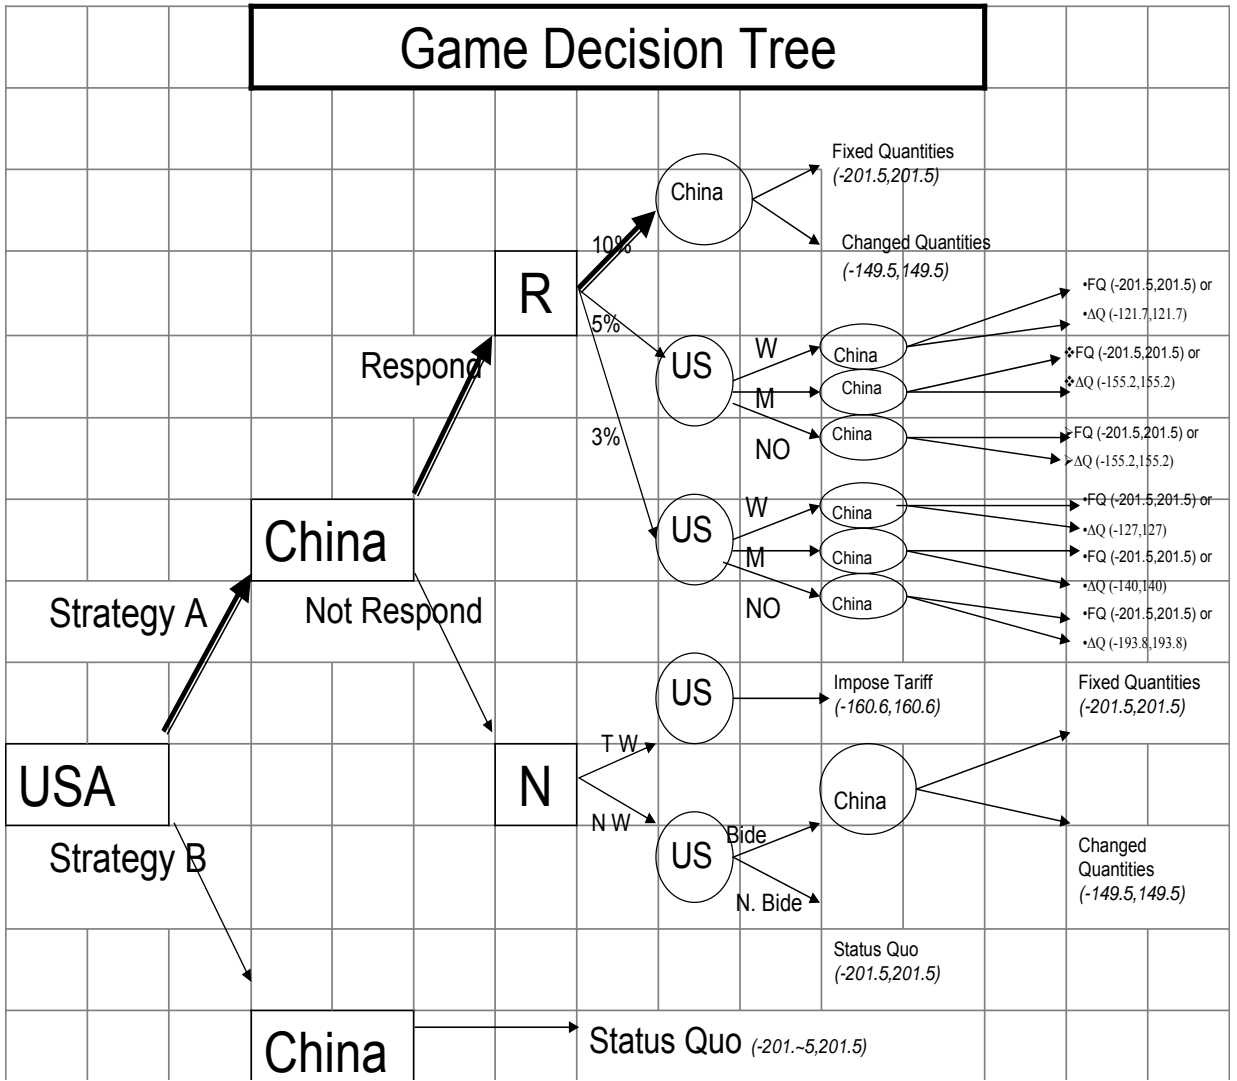 Game Decision Tree
Fixed Quantities
(-201.5,201.5)
China
10%
Changed Quantities
(-149.5,149.5)
R
5%
•FQ (-201.5,201.5) or
•ΔQ (-121.7,121.7)
Respond
US
W
China
❖FQ (-201.5,201.5) or
M
China
❖ΔQ (-155.2,155.2)
3%
NO
China
➢FQ (-201.5,201.5) or
➢ΔQ (-155.2,155.2)
China
US
W
China
•FQ (-201.5,201.5) or
•ΔQ (-127,127)
M
China
•FQ (-201.5,201.5) or
•ΔQ (-140,140)
Strategy A
Not Respond
NO
China
•FQ (-201.5,201.5) or
•ΔQ (-193.8,193.8)
US
Impose Tariff
(-160.6,160.6)
Fixed Quantities
(-201.5,201.5)
T W
USA
N
China
N W
Strategy B
US
Bide
N. Bide
Changed
Quantities
(-149.5,149.5)
Status Quo
(-201.5,201.5)
China
Status Quo (-201.~5,201.5)